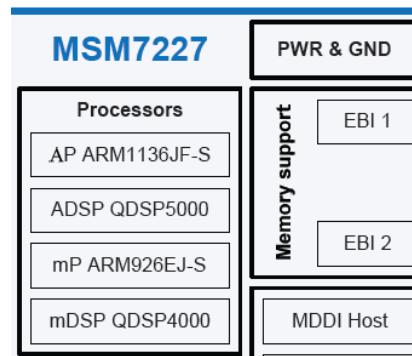 MSM7227
PWR & GND
Processors
AP ARM1136JF-S
ADSP QDSP5000
mP ARM926EJ-S
mDSP QDSP4000
Memory support
EBI 1
EBI 2
MDDI Host